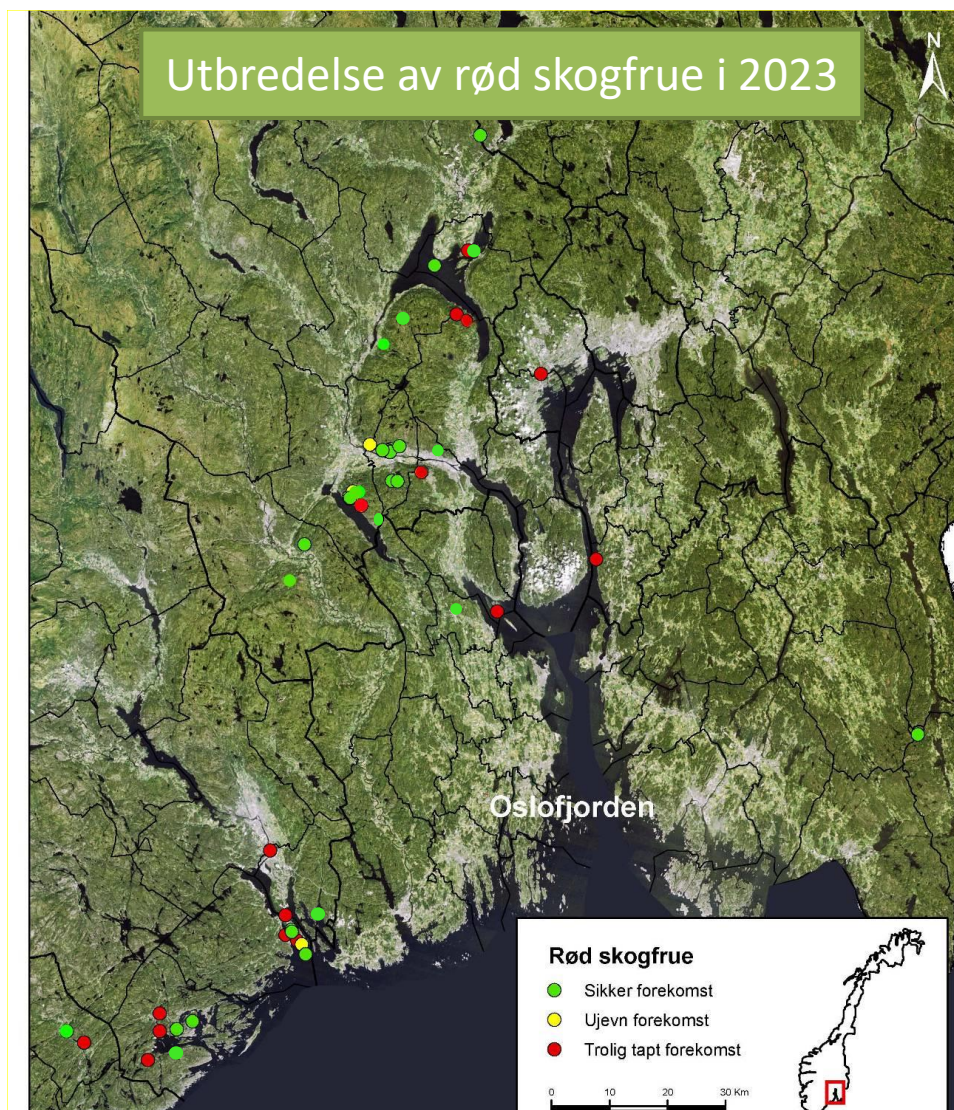 Utbredelse av rød skogfrue i 2023
N
Oslofjorden
Rød skogfrue
Sikker forekomst
Ujevn forekomst
Trolig tapt forekomst
0 10 20 30 Km